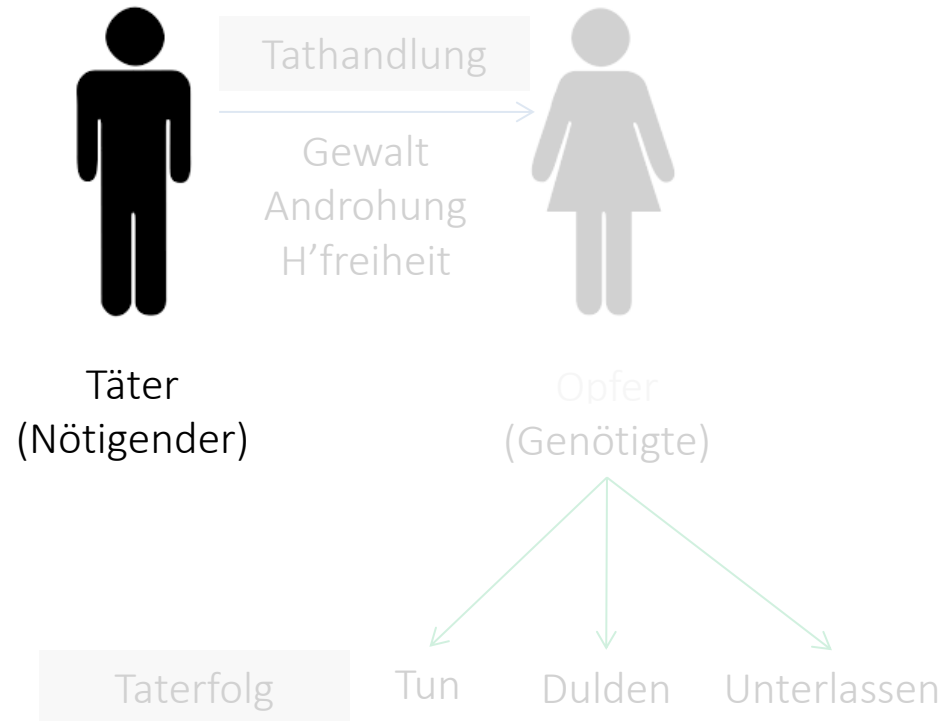 Tathandlung
Gewalt
Androhung
H’freiheit
Täter
(Nötigender)
Opfer
(Genötigte)
Taterfolg
Tun
Dulden
Unterlassen